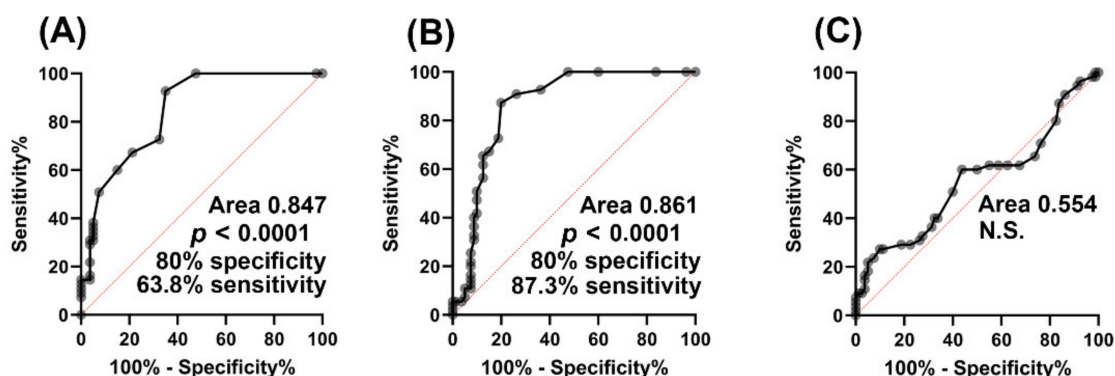 (A)
100
80
60
40
20
0
Sensitivity%
Area 0.847
p < 0.0001
80% specificity
63.8% sensitivity
0 20 40 60 80 100
100% - Specificity%
(B)
100
80
60
40
20
0
Sensitivity%
Area 0.861
p < 0.0001
80% specificity
87.3% sensitivity
0 20 40 60 80 100
100% - Specificity%
(C)
100
80
60
40
20
0
Sensitivity%
Area 0.554
N.S.
0 20 40 60 80 100
100% - Specificity%